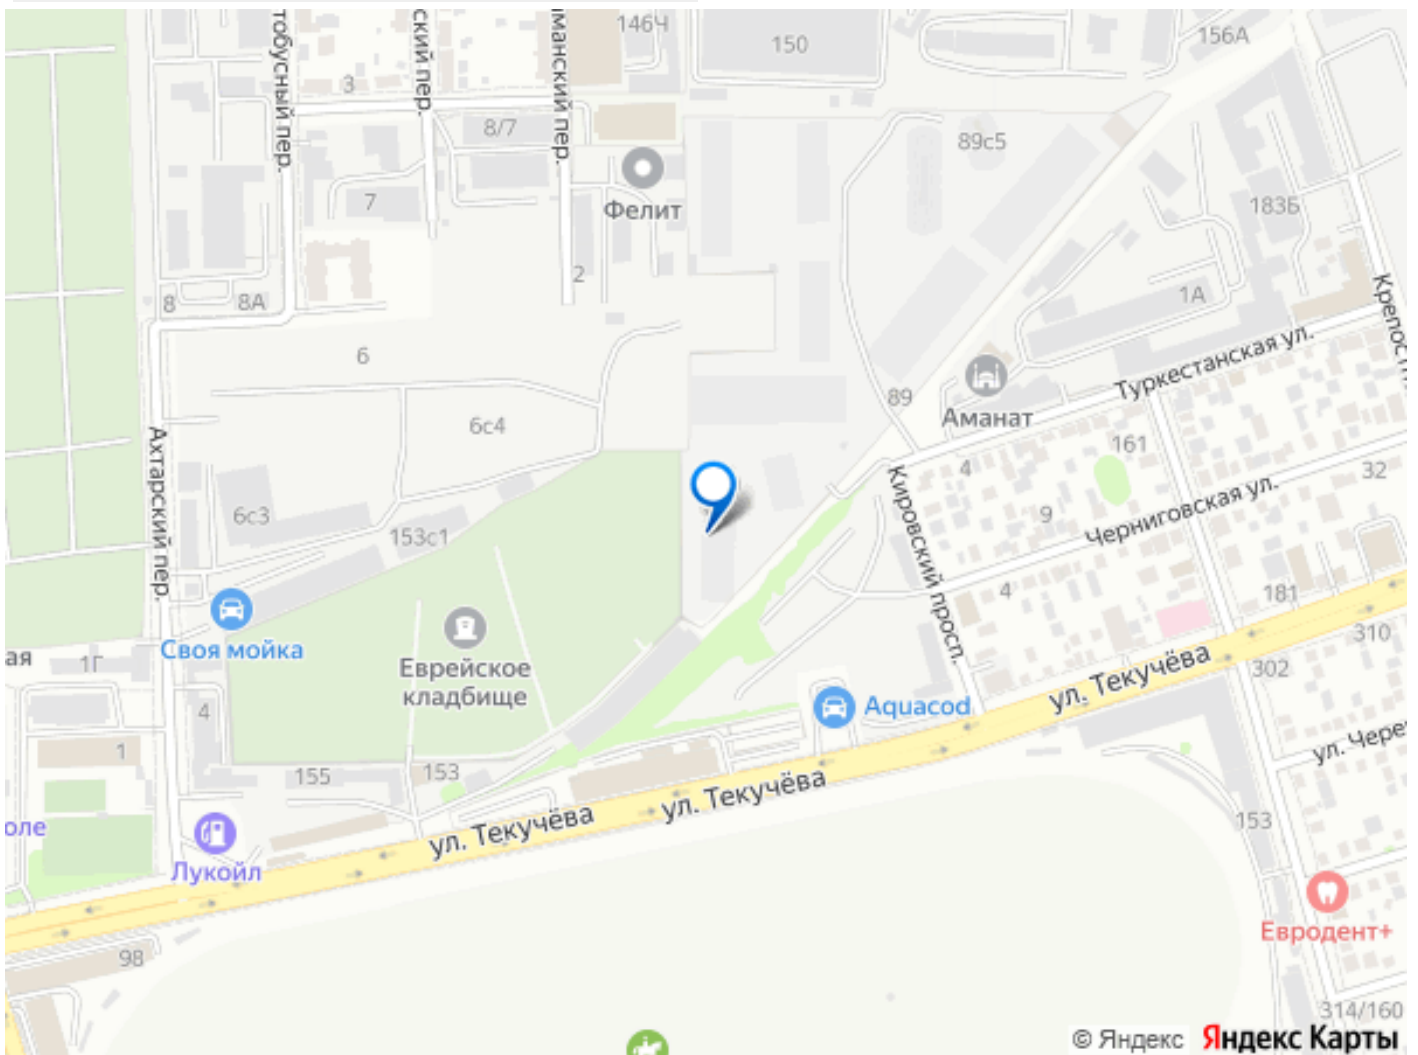 тобусный пер.
ский пер.
манский пер.
146Ч
150
156А
3
8/7
89с5
7
Фелит
183Б
2
8
8А
1А
Крепостн
6
Туркестанская ул.
89
Аманат
6с4
161
4
32
Ахтарский пер.
Кировский просп.
Черниговская ул.
9
6с3
153с1
4
181
Своя мойка
ая
1Г
Еврейское
кладбище
310
302
ул. Текучёва
4
Aquacod
1
155
153
ул. Текучёва
ул. Текучёва
ул. Чере
оле
Лукойл
153
Евродент+
98
314/160
© Яндекс
Яндекс Карты